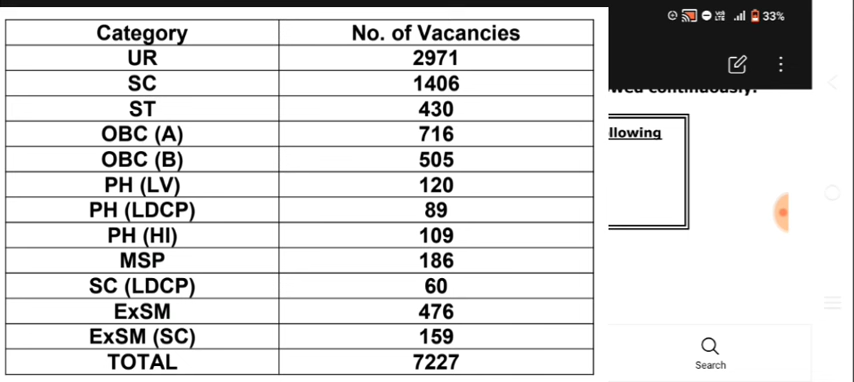 Category No. of Vacancies
UR 2971
SC 1406
ST 430
OBC (A) 716
OBC (B) 505
PH (LV) 120
PH (LDCP) 89
PH (HI) 109
MSP 186
SC (LDCP) 60
ExSM 476
ExSM (SC) 159
TOTAL 7227
33%
continuously.
llowing
Search